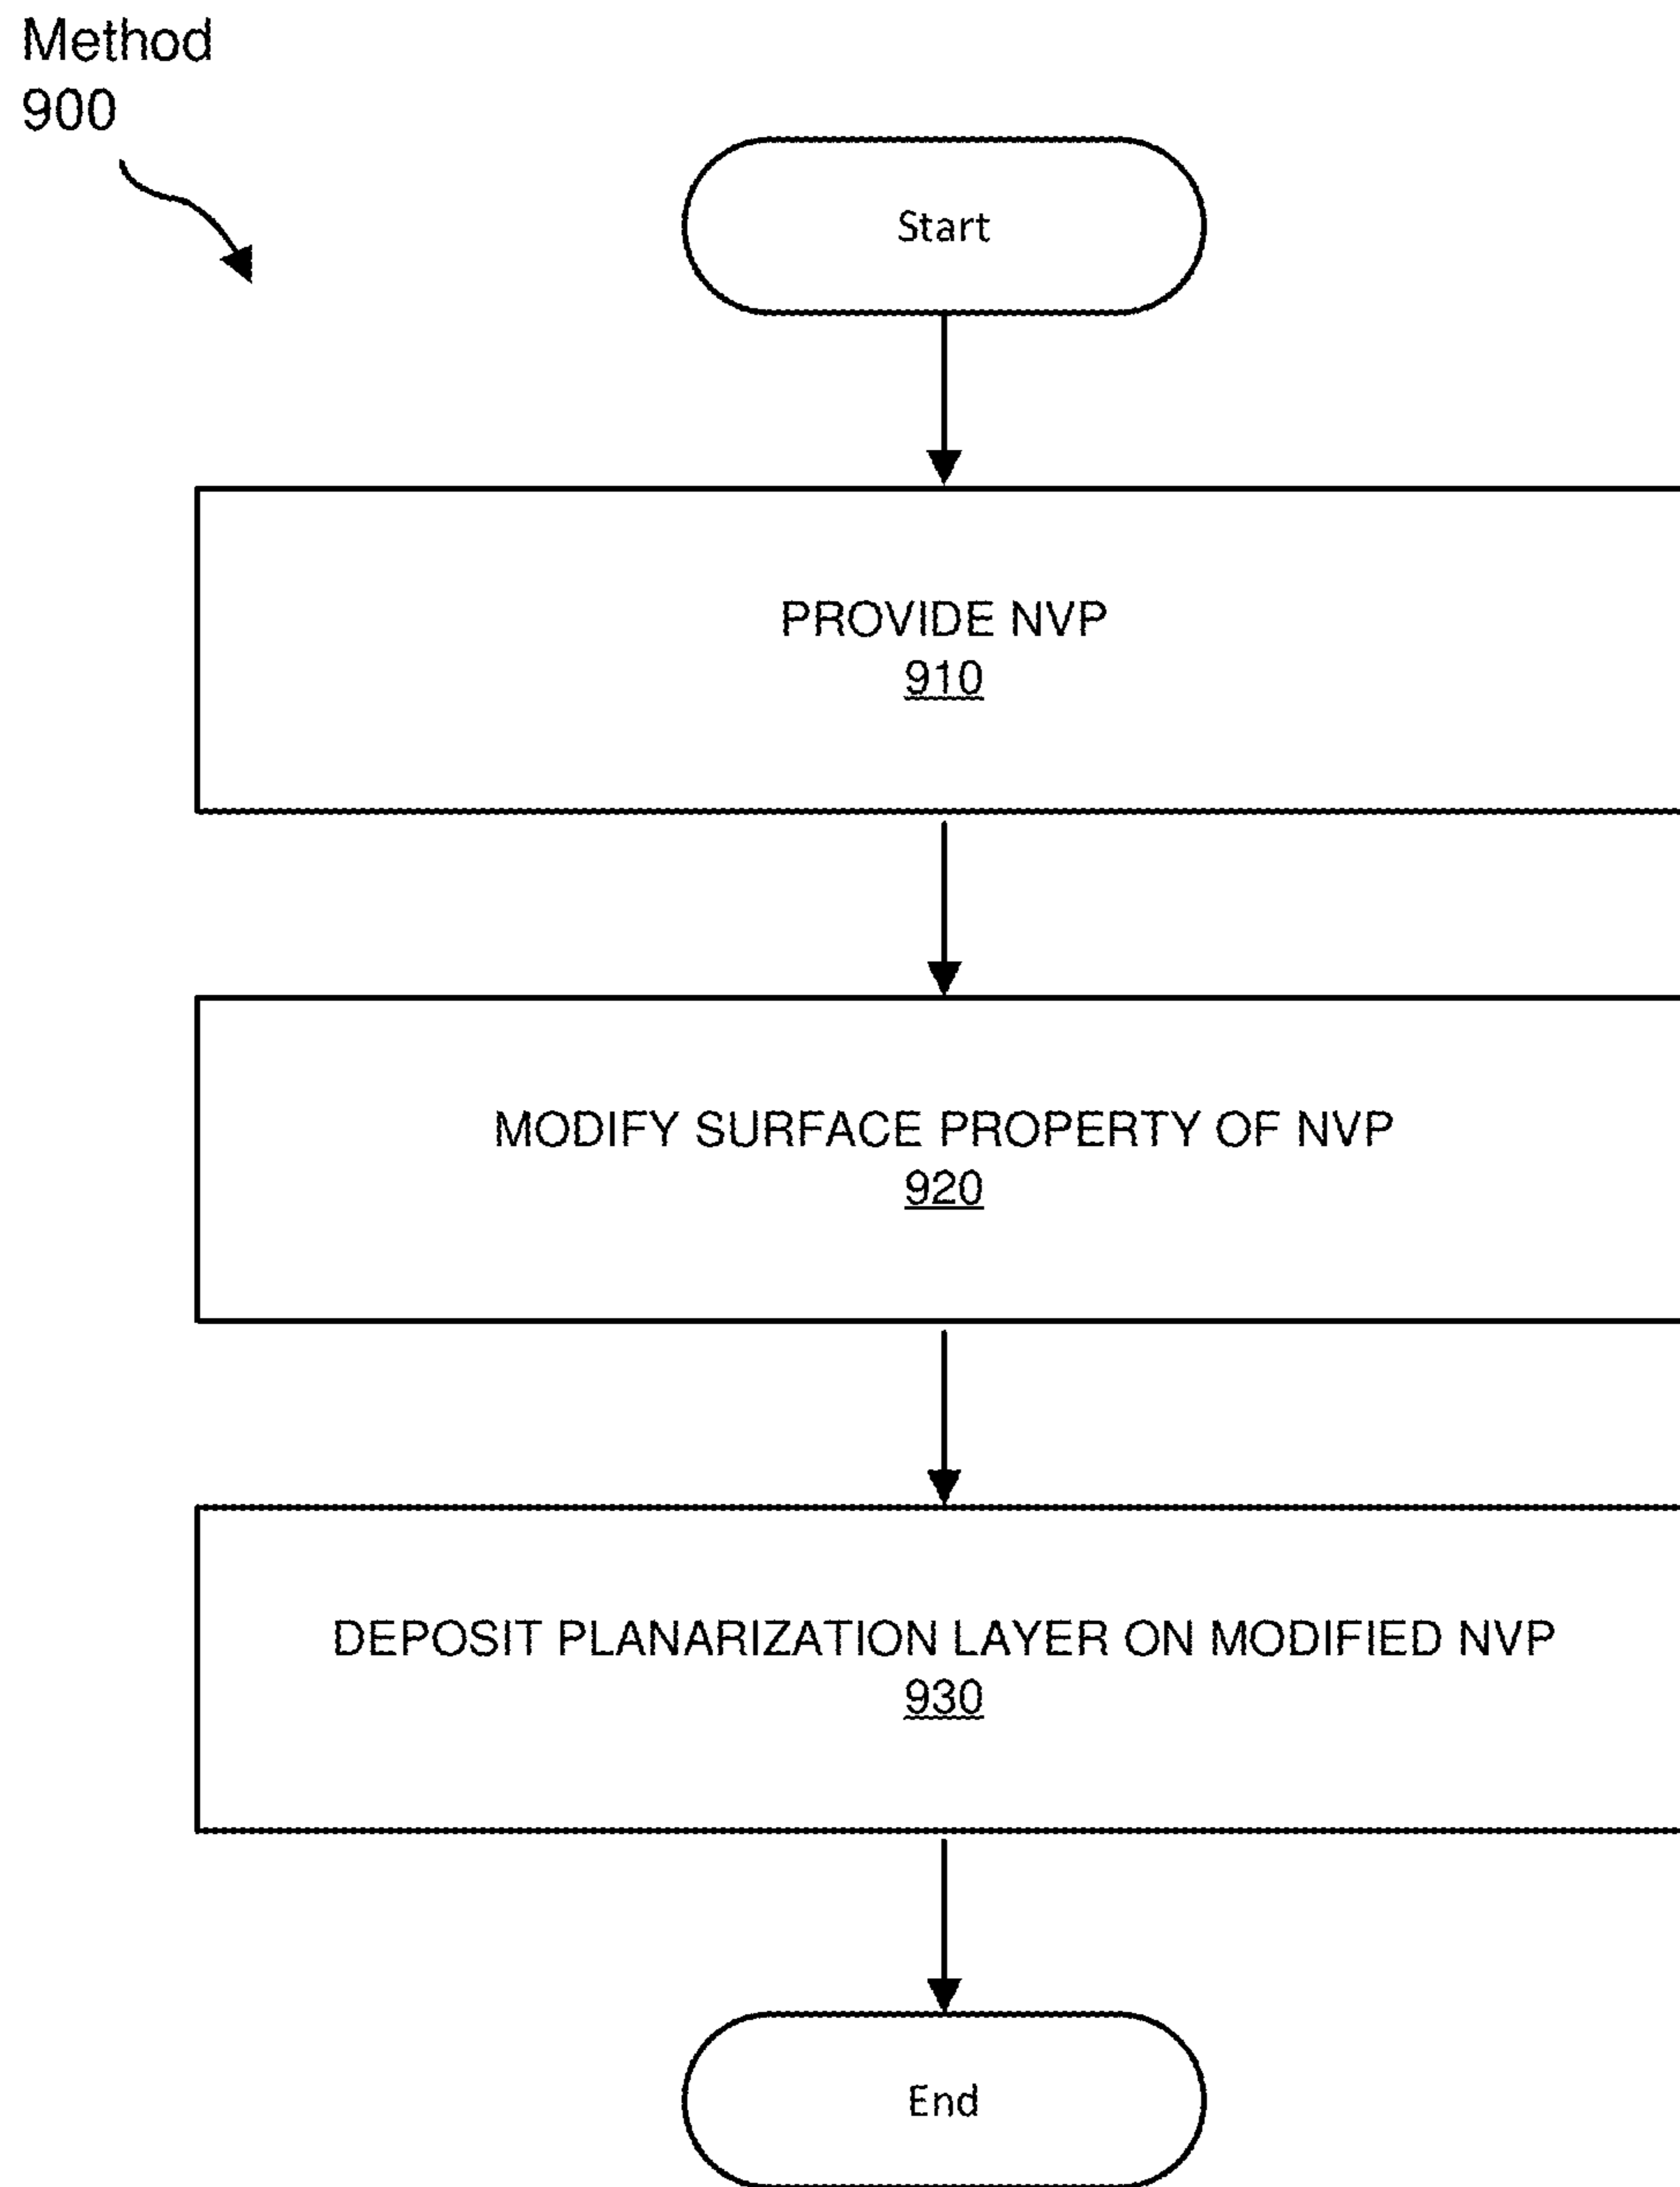 Method
900
Start
PROVIDE NVP
910
MODIFY SURFACE PROPERTY OF NVP
920
DEPOSIT PLANARIZATION LAYER ON MODIFIED NVP
930
End